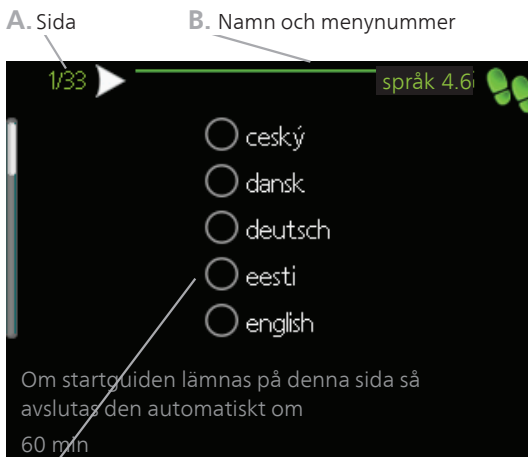 A. Sida
B. Namn och menynummer
1/33
språk 4.6
ceský
dansk
deutsch
eesti
english
Om startguiden lämnas på denna sida så
avslutas den automatiskt om
60 min